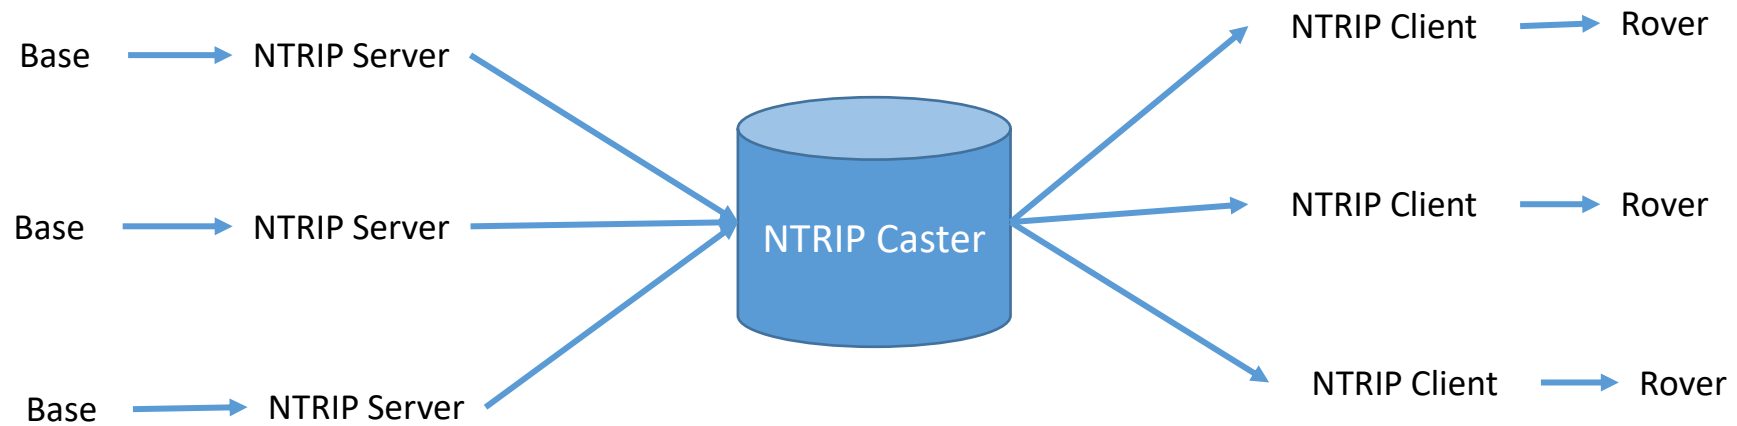 Base
NTRIP Server
Base
NTRIP Server
Base
NTRIP Server
NTRIP Caster
NTRIP Client
Rover
NTRIP Client
Rover
NTRIP Client
Rover